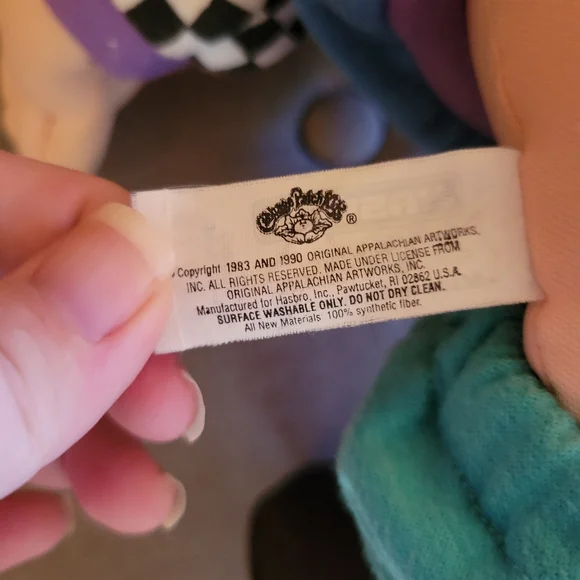 Cabbage Patch Kids ®
Copyright 1983 AND 1990 ORIGINAL APPALACHIAN ARTWORKS,
INC. ALL RIGHTS RESERVED. MADE UNDER LICENSE FROM
ORIGINAL APPALACHIAN ARTWORKS, INC.
Manufactured for Hasbro, Inc., Pawtucket, RI 02862 U.S.A.
SURFACE WASHABLE ONLY. DO NOT DRY CLEAN.
All New Materials 100% synthetic fiber.